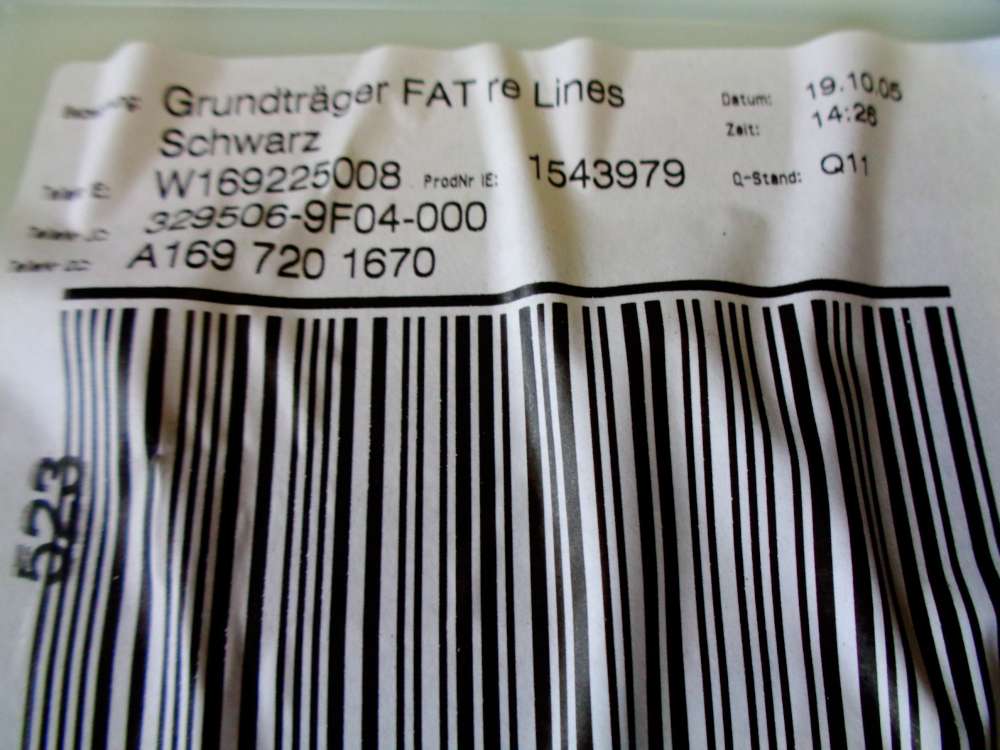 Grundträger FAT re Lines Datum: 19.10.05
Schwarz Zeit: 14:26
W169225008 ProdNr IE: 1543979 Q-Stand: Q11
329506-9F04-000
A169 720 1670
523